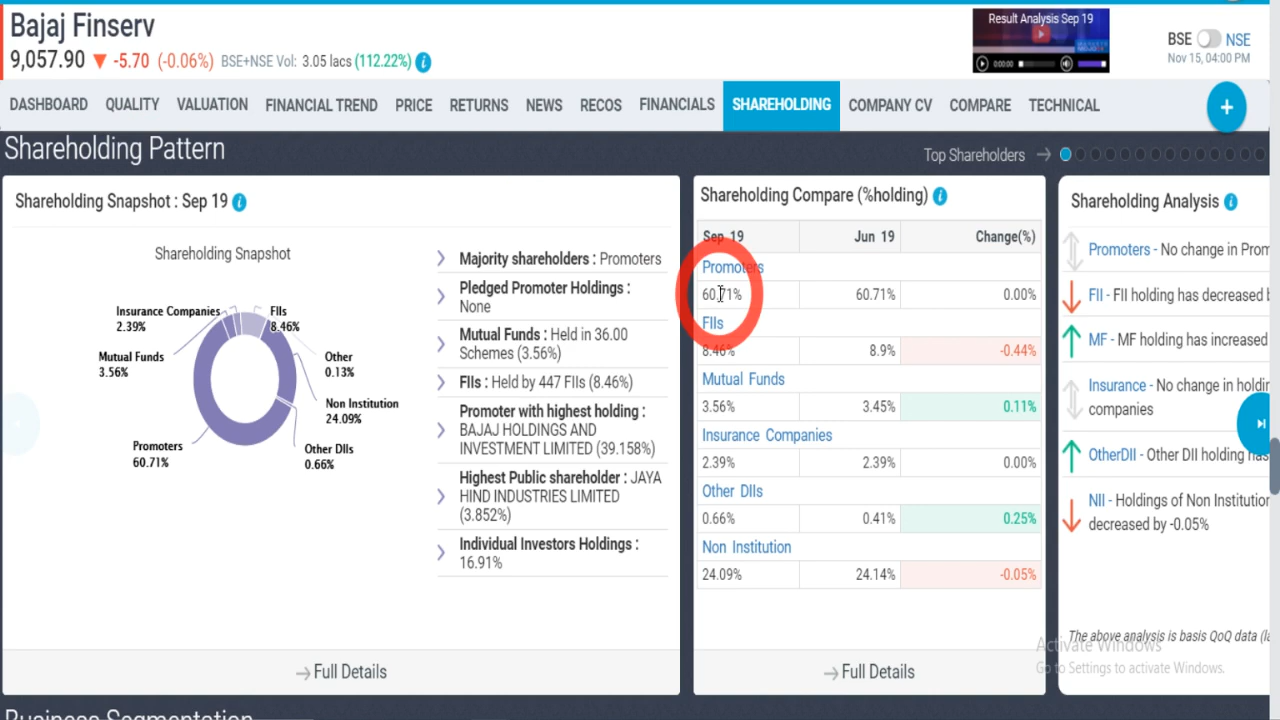 Bajaj Finserv
9,057.90 ▼ -5.70 (-0.06%) BSE+NSE Vol: 3.05 lacs (112.22%) i
Result Analysis Sep 19
0:00:00
BSE NSE
Nov 15, 04:00 PM
DASHBOARD QUALITY VALUATION FINANCIAL TREND PRICE RETURNS NEWS RECOS FINANCIALS SHAREHOLDING COMPANY CV COMPARE TECHNICAL
+
Shareholding Pattern
Top Shareholders →
Shareholding Snapshot : Sep 19 i
Shareholding Snapshot
Insurance Companies
2.39%
FIIs
8.46%
Mutual Funds
3.56%
Other
0.13%
Non Institution
24.09%
Promoters
60.71%
Other DIIs
0.66%
Majority shareholders : Promoters
Pledged Promoter Holdings :
None
Mutual Funds : Held in 36.00
Schemes (3.56%)
FIIs : Held by 447 FIIs (8.46%)
Promoter with highest holding :
BAJAJ HOLDINGS AND
INVESTMENT LIMITED (39.158%)
Highest Public shareholder : JAYA
HIND INDUSTRIES LIMITED
(3.852%)
Individual Investors Holdings :
16.91%
→ Full Details
Shareholding Compare (%holding) i
Sep 19 Jun 19 Change(%)
Promoters
60.71% 60.71% 0.00%
FIIs
8.46% 8.9% -0.44%
Mutual Funds
3.56% 3.45% 0.11%
Insurance Companies
2.39% 2.39% 0.00%
Other DIIs
0.66% 0.41% 0.25%
Non Institution
24.09% 24.14% -0.05%
→ Full Details
Shareholding Analysis i
Promoters - No change in Prom
FII - FII holding has decreased b
MF - MF holding has increased
Insurance - No change in holdin
companies
OtherDII - Other DII holding has
NII - Holdings of Non Institution
decreased by -0.05%
The above analysis is basis QoQ data (la
Activate Windows
Go to Settings to activate Windows.
Business Segmentation